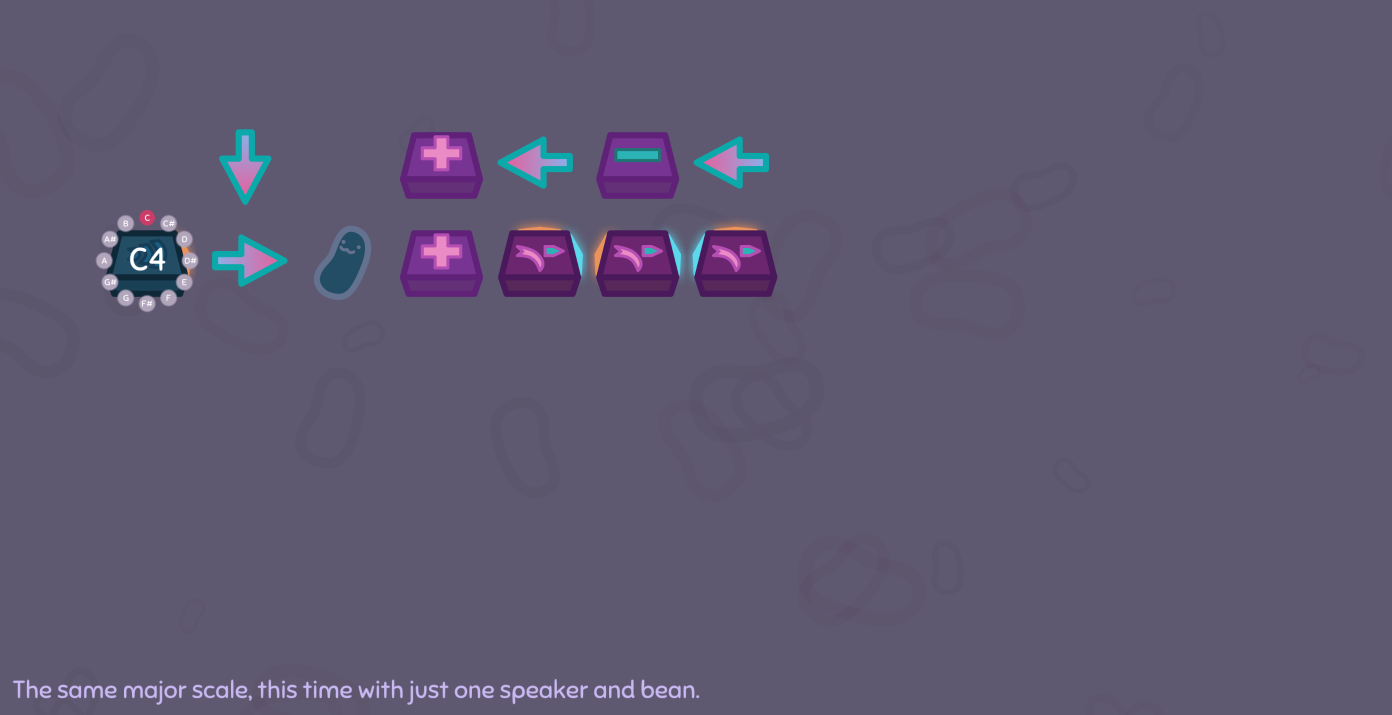 C
B C#
A# D
C4
A D#
G# E
G F
F#
The same major scale, this time with just one speaker and bean.